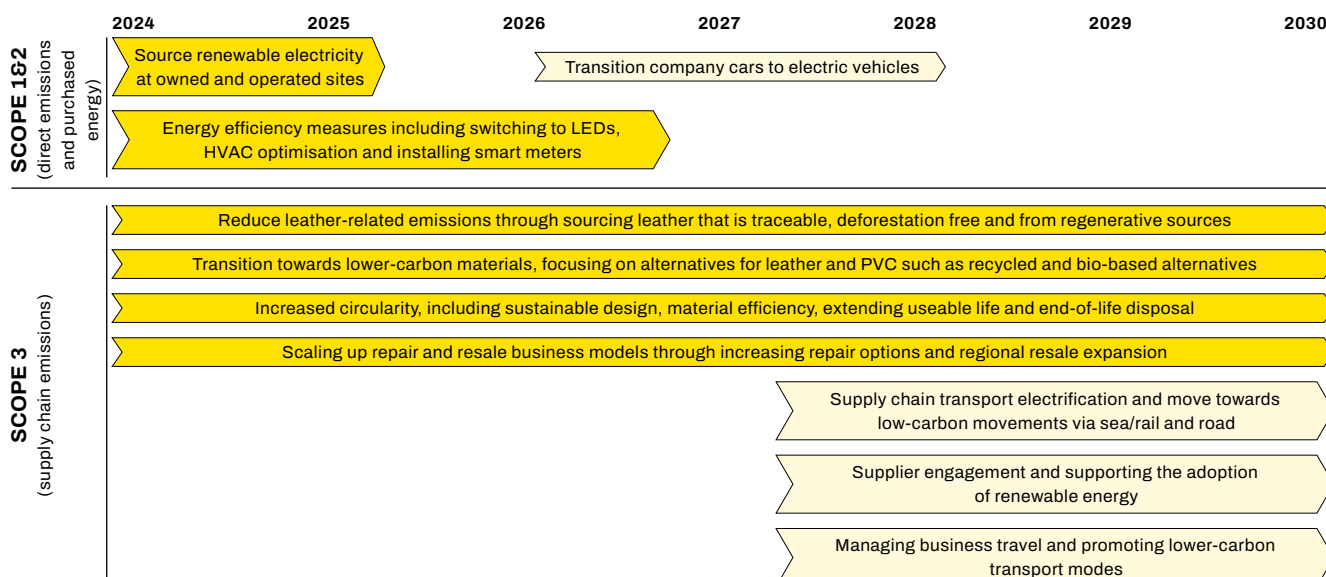 2024 2025 2026 2027 2028 2029 2030
SCOPE 1&2
(direct emissions
and purchased
energy)
Source renewable electricity
at owned and operated sites
Transition company cars to electric vehicles
Energy efficiency measures including switching to LEDs,
HVAC optimisation and installing smart meters
SCOPE 3
(supply chain emissions)
Reduce leather-related emissions through sourcing leather that is traceable, deforestation free and from regenerative sources
Transition towards lower-carbon materials, focusing on alternatives for leather and PVC such as recycled and bio-based alternatives
Increased circularity, including sustainable design, material efficiency, extending useable life and end-of-life disposal
Scaling up repair and resale business models through increasing repair options and regional resale expansion
Supply chain transport electrification and move towards
low-carbon movements via sea/rail and road
Supplier engagement and supporting the adoption
of renewable energy
Managing business travel and promoting lower-carbon
transport modes